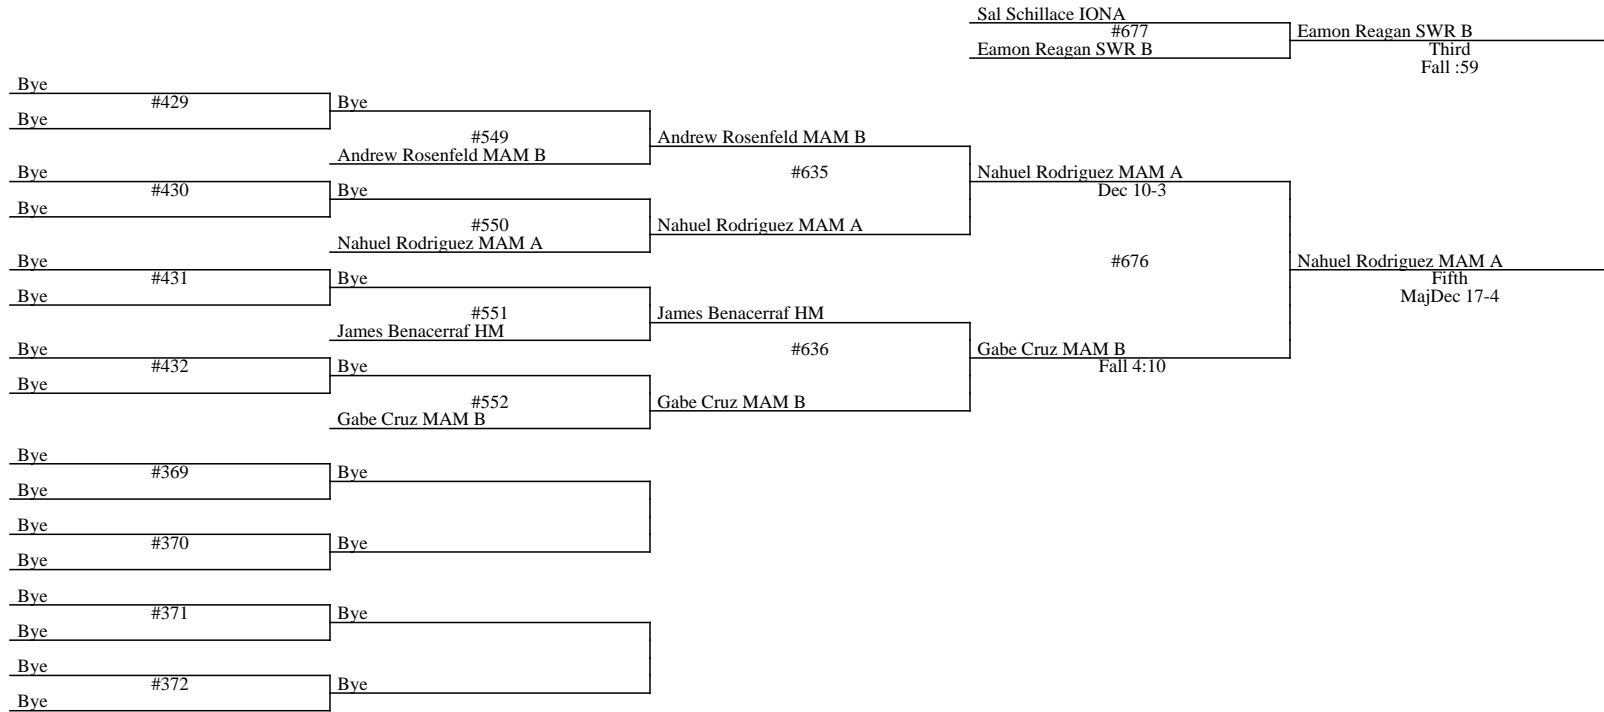 Sal Schillace IONA
#677
Eamon Reagan SWR B
Eamon Reagan SWR B
Third
Fall :59
Bye
#429
Bye
Bye
#549
Andrew Rosenfeld MAM B
Andrew Rosenfeld MAM B
#635
Bye
#430
Bye
Bye
#550
Nahuel Rodriguez MAM A
Nahuel Rodriguez MAM A
Nahuel Rodriguez MAM A
Dec 10-3
#676
Nahuel Rodriguez MAM A
Fifth
MajDec 17-4
Bye
#431
Bye
Bye
#551
James Benacerraf HM
James Benacerraf HM
#636
Gabe Cruz MAM B
Fall 4:10
Bye
#432
Bye
Bye
#552
Gabe Cruz MAM B
Gabe Cruz MAM B
Bye
#369
Bye
Bye
Bye
#370
Bye
Bye
Bye
#371
Bye
Bye
Bye
#372
Bye
Bye